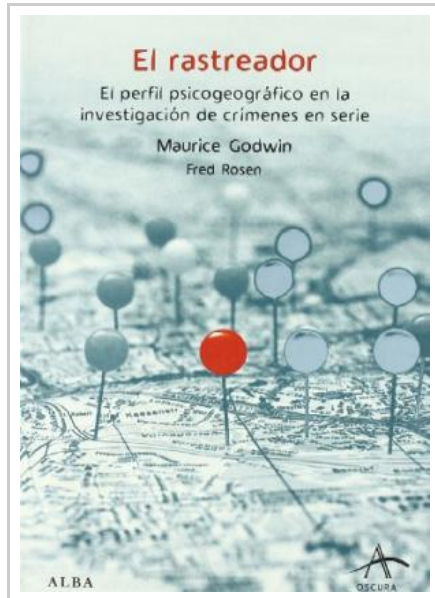 El rastreador
El perfil psicogeográfico en la
investigación de crímenes en serie
Maurice Godwin
Fred Rosen
ALBA
OSCURA